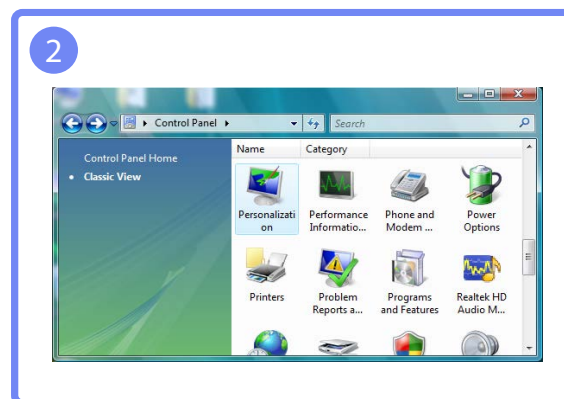 2
Control Panel
Search
Control Panel Home
Classic View
Name Category
Personalizati
on
Performance
Informatio...
Phone and
Modem ...
Power
Options
Printers
Problem
Reports a...
Programs
and Features
Realtek HD
Audio M...